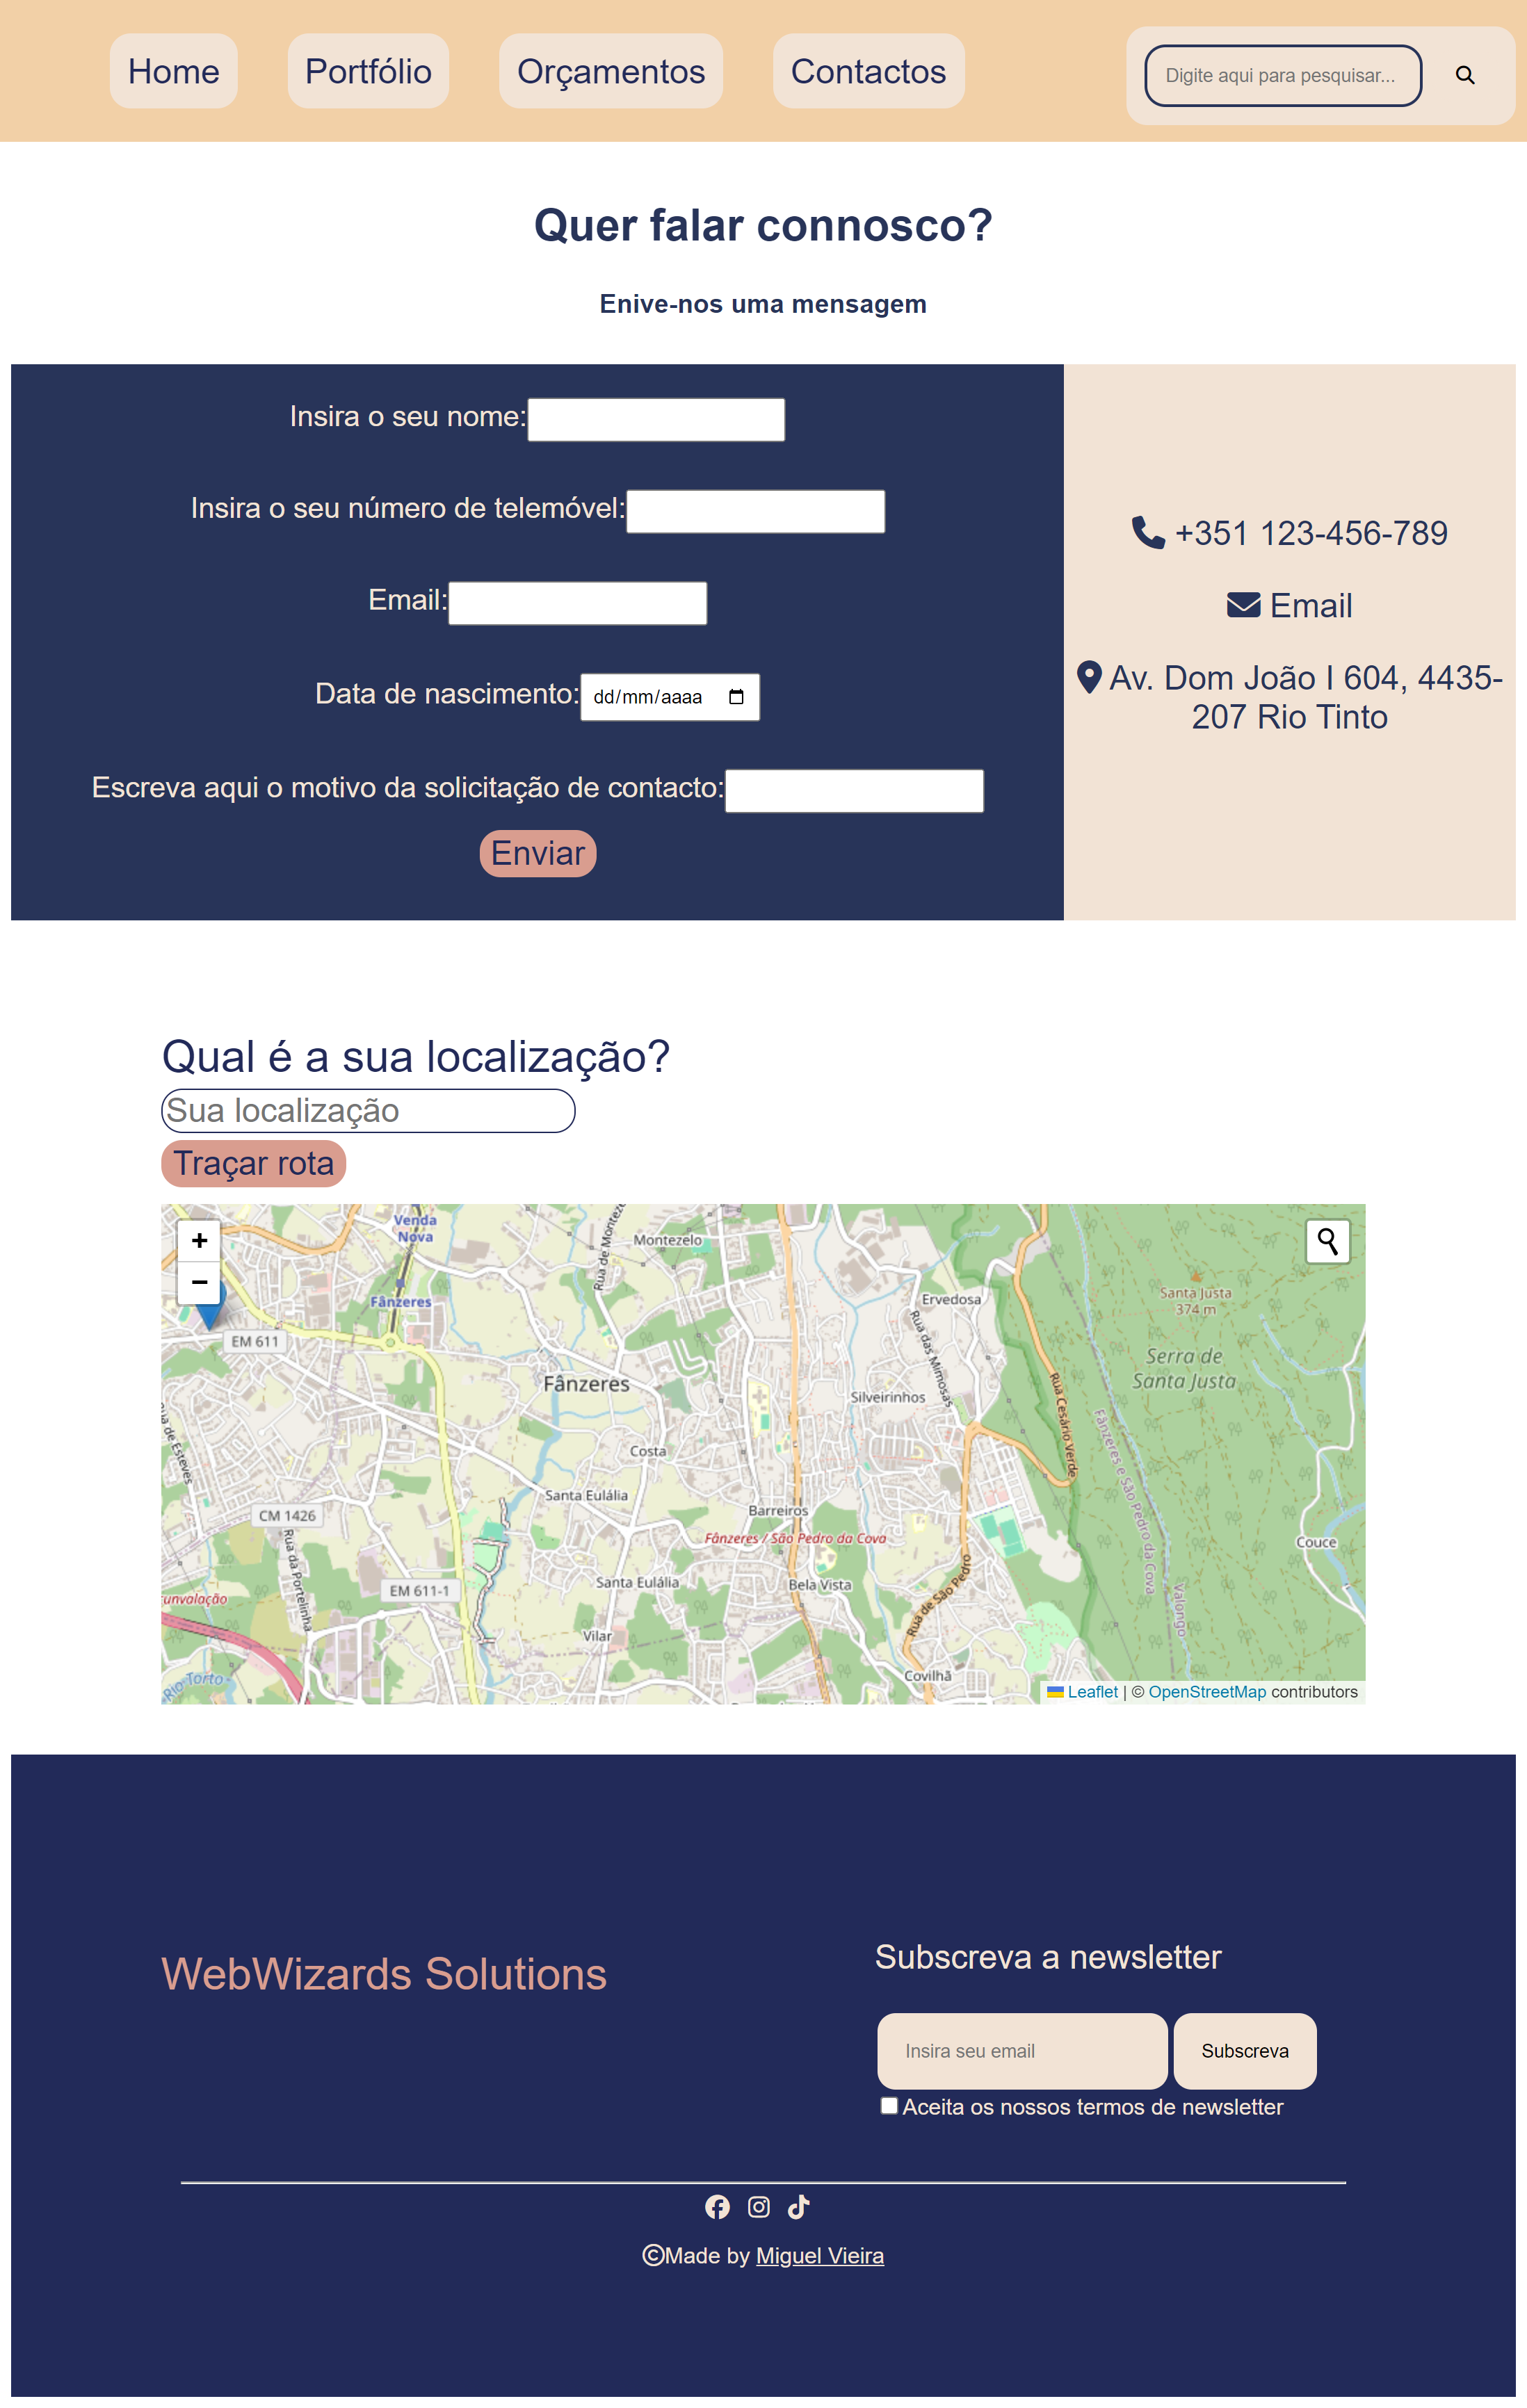 Home Portfólio Orçamentos Contactos Digite aqui para pesquisar...
Quer falar connosco?
Enive-nos uma mensagem
Insira o seu nome:
Insira o seu número de telemóvel:
Email:
Data de nascimento: dd/mm/aaaa
Escreva aqui o motivo da solicitação de contacto:
Enviar
+351 123-456-789
Email
Av. Dom João I 604, 4435-
207 Rio Tinto
Qual é a sua localização?
Sua localização
Traçar rota
+
−
Venda
Nova
Rua de Montezelo
Montezelo
Fânzeres
EM 611
Ervedosa
Santa Justa
374 m
Serra de
Santa Justa
Rua das Mimosas
Fânzeres
Silveirinhos
Rua Cesário Verde
Fânzeres e São Pedro da Cova
Valongo
Rua de Esteves
Costa
Santa Eulália
CM 1426
Barreiros
Fânzeres / São Pedro da Cova
Couce
Rua da Portelinha
EM 611-1
Santa Eulália
Bela Vista
Rua de São Pedro
unvalação
Vilar
Covilhã
Rio Torto
Leaflet | © OpenStreetMap contributors
WebWizards Solutions
Subscreva a newsletter
Insira seu email Subscreva
Aceita os nossos termos de newsletter
©Made by Miguel Vieira